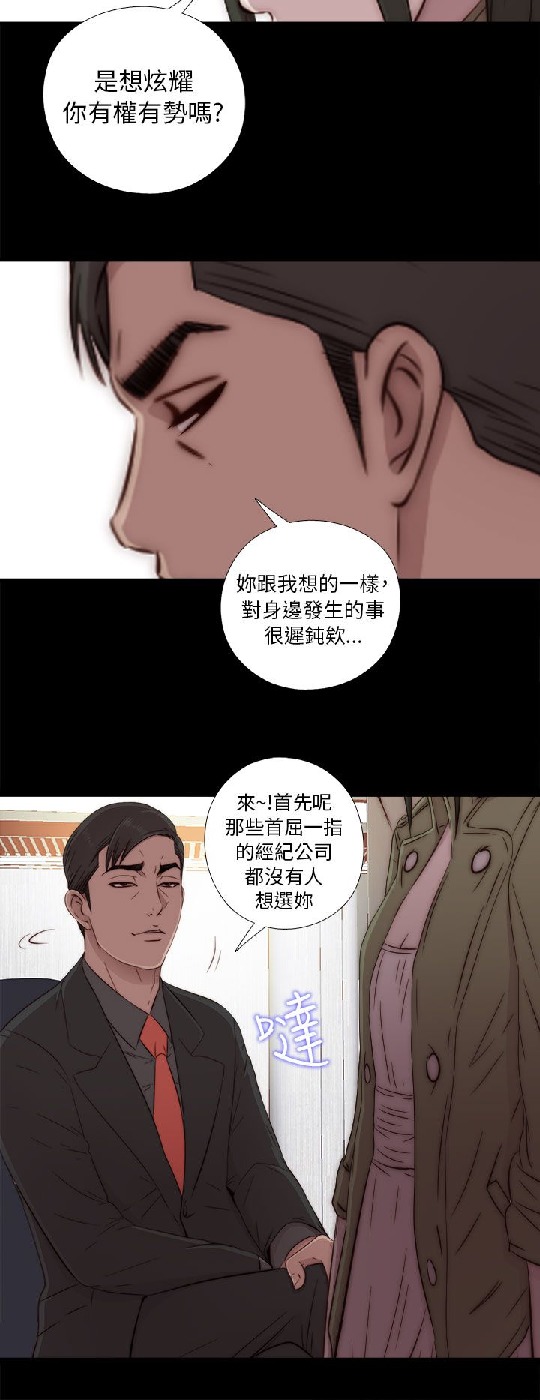 是想炫耀
你有權有勢嗎?
妳跟我想的一樣,
對身邊發生的事
很遲鈍欸...
來~!首先呢
那些首屈一指
的經紀公司
都沒有人
想選妳
噠